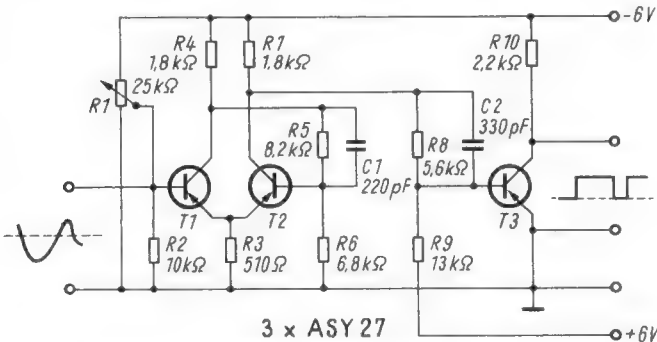 -6V
R4
1,8kΩ
R1
1,8kΩ
R10
2,2kΩ
25kΩ
R1
R5
8,2kΩ
C1
220pF
R8
5,6kΩ
C2
330pF
T1
T2
T3
R2
10kΩ
R3
510Ω
R6
6,8kΩ
R9
13kΩ
3 x ASY 27
+6V